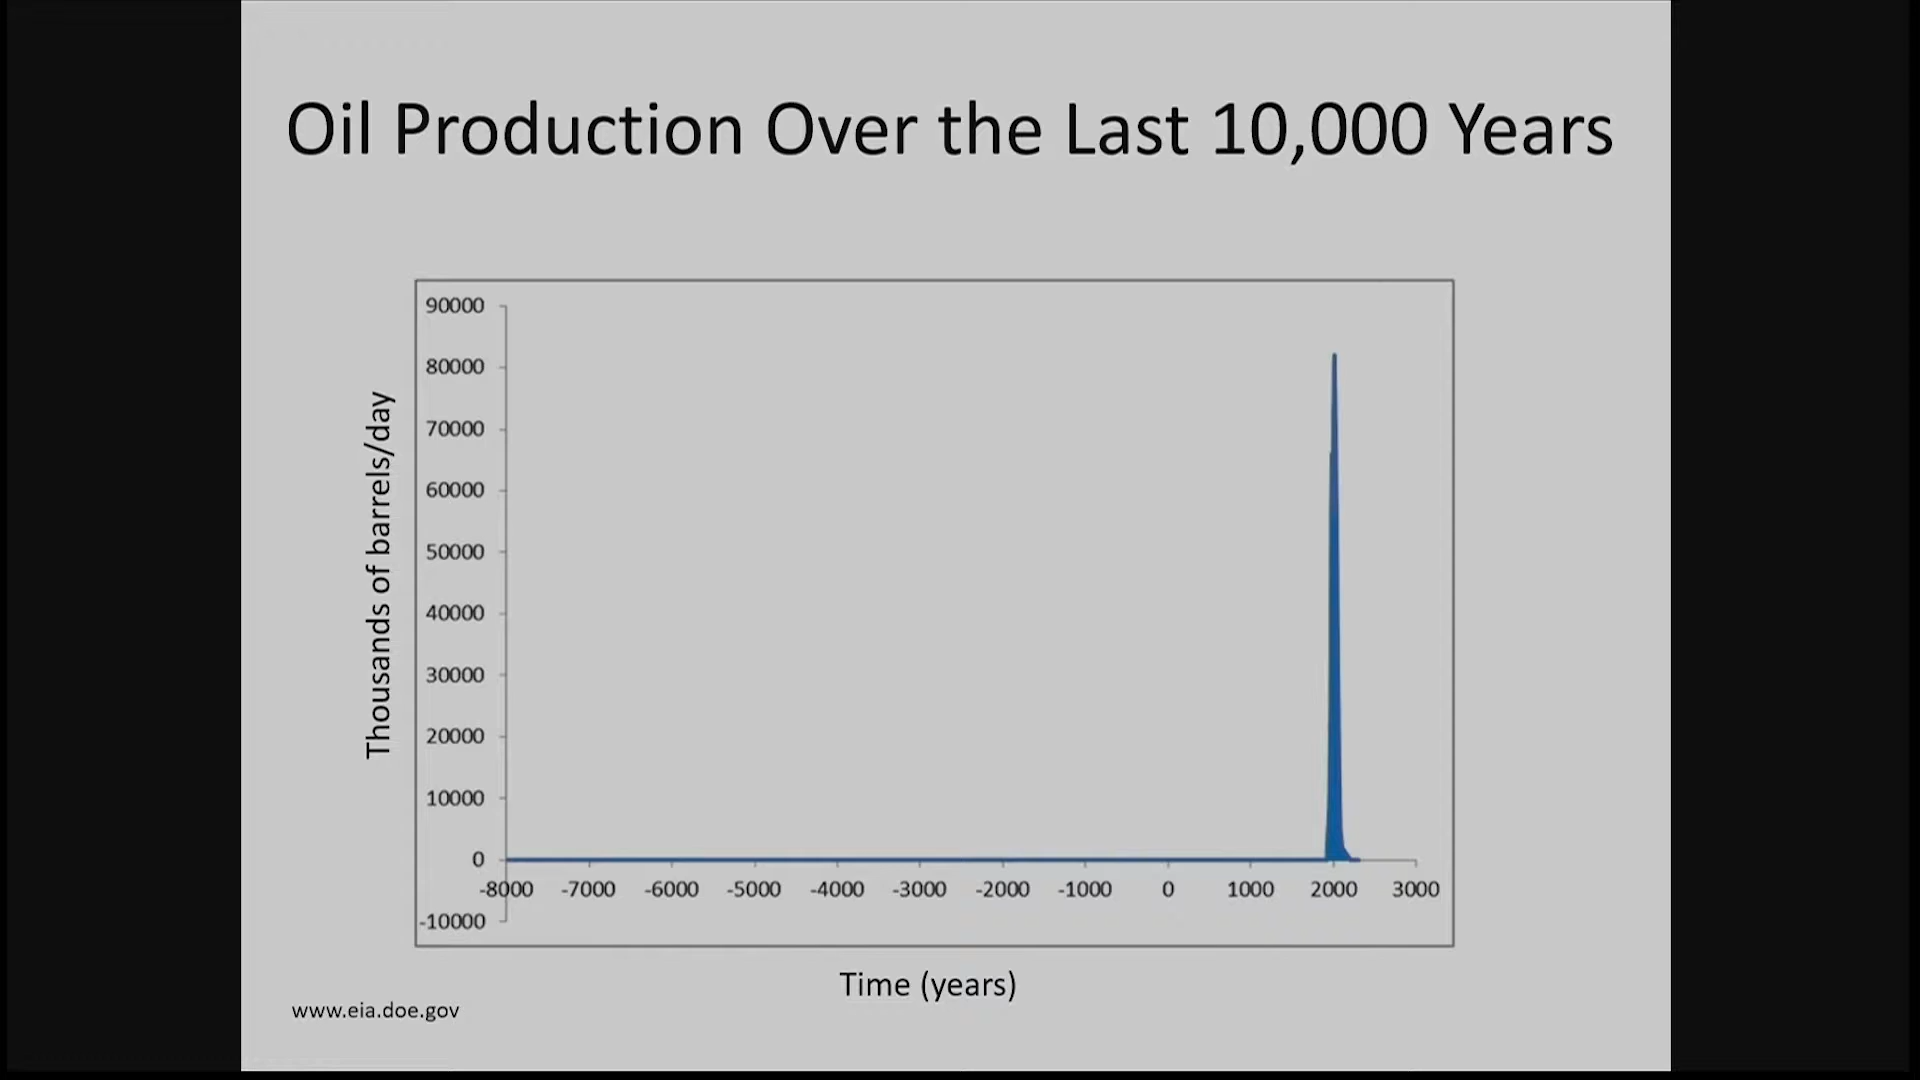 Oil Production Over the Last 10,000 Years
Thousands of barrels/day
90000
80000
70000
60000
50000
40000
30000
20000
10000
0
-10000
-8000 -7000 -6000 -5000 -4000 -3000 -2000 -1000 0 1000 2000 3000
Time (years)
www.eia.doe.gov